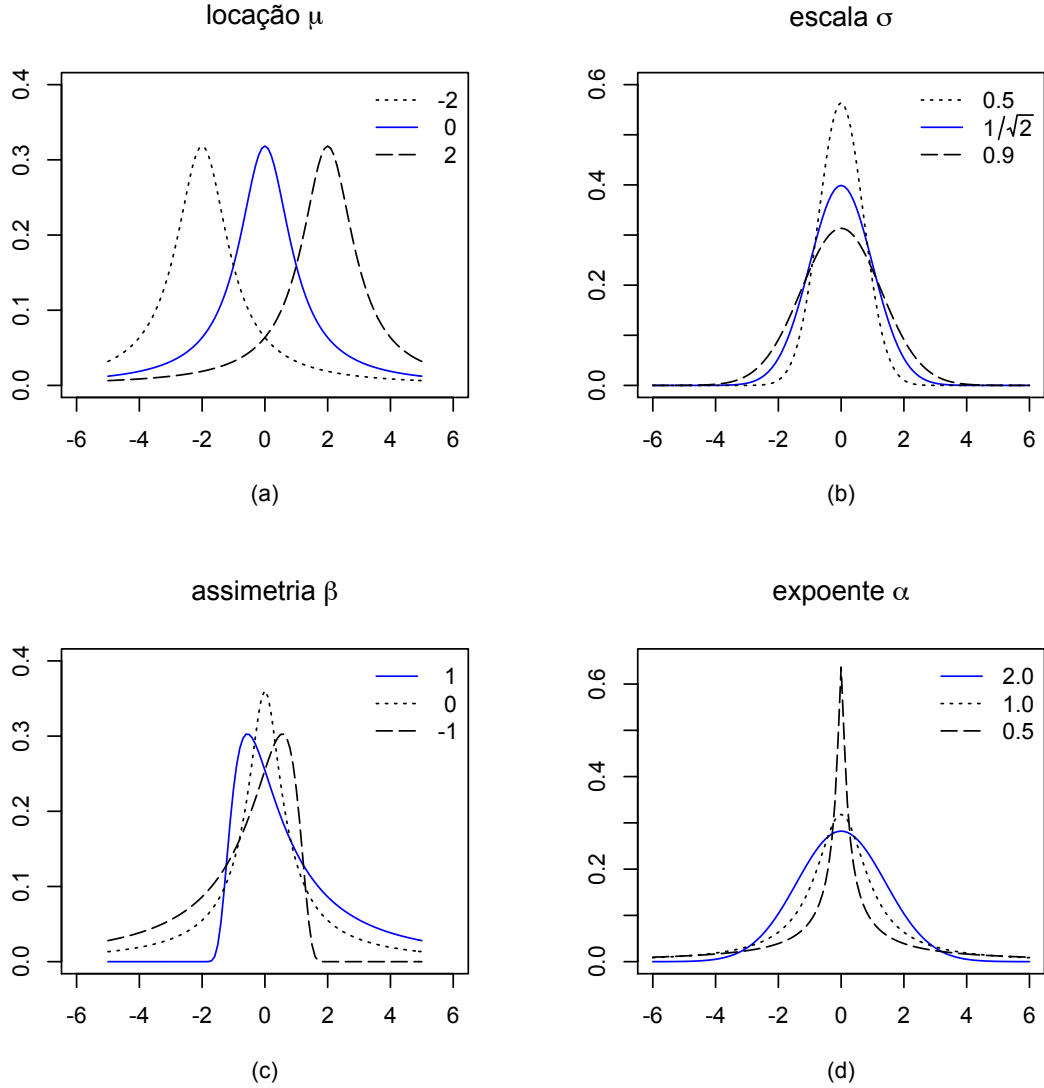 locação μ
0.0 0.1 0.2 0.3 0.4
-2
0
2
-6 -4 -2 0 2 4 6
(a)
escala σ
0.0 0.2 0.4 0.6
0.5
1/√2
0.9
-6 -4 -2 0 2 4 6
(b)
assimetria β
0.0 0.1 0.2 0.3 0.4
1
0
-1
-6 -4 -2 0 2 4 6
(c)
expoente α
0.0 0.2 0.4 0.6
2.0
1.0
0.5
-6 -4 -2 0 2 4 6
(d)